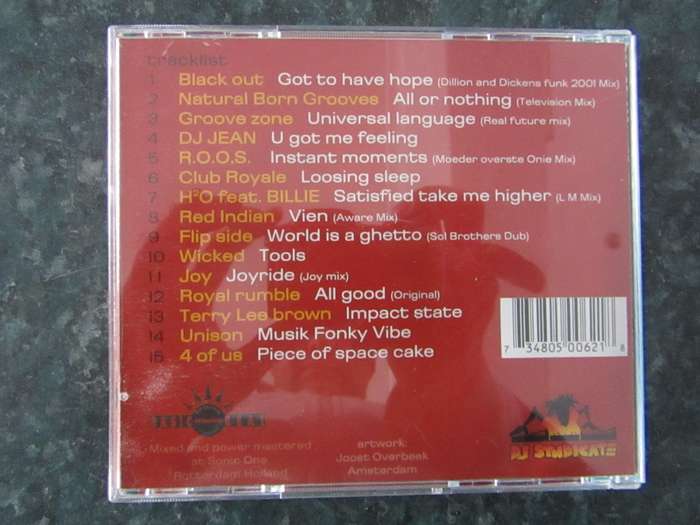 tracklist
1 Black out Got to have hope (Dillion and Dickens funk 2001 Mix)
2 Natural Born Grooves All or nothing (Television Mix)
3 Groove zone Universal language (Real future mix)
4 DJ JEAN U got me feeling
5 R.O.O.S. Instant moments (Moeder overste Onie Mix)
6 Club Royale Loosing sleep
7 H²O feat. BILLIE Satisfied take me higher (L M Mix)
8 Red Indian Vien (Aware Mix)
9 Flip side World is a ghetto (Sol Brothers Dub)
10 Wicked Tools
11 Joy Joyride (Joy mix)
12 Royal rumble All good (Original)
13 Terry Lee brown Impact state
14 Unison Musik Fonky Vibe
15 4 of us Piece of space cake
7 34805 00621 8
BASIC BEAT
Mixed and power mastered
at Sonic One
Rotterdam Holland
artwork:
Joost Overbeek
Amsterdam
DJ SYNDICATE